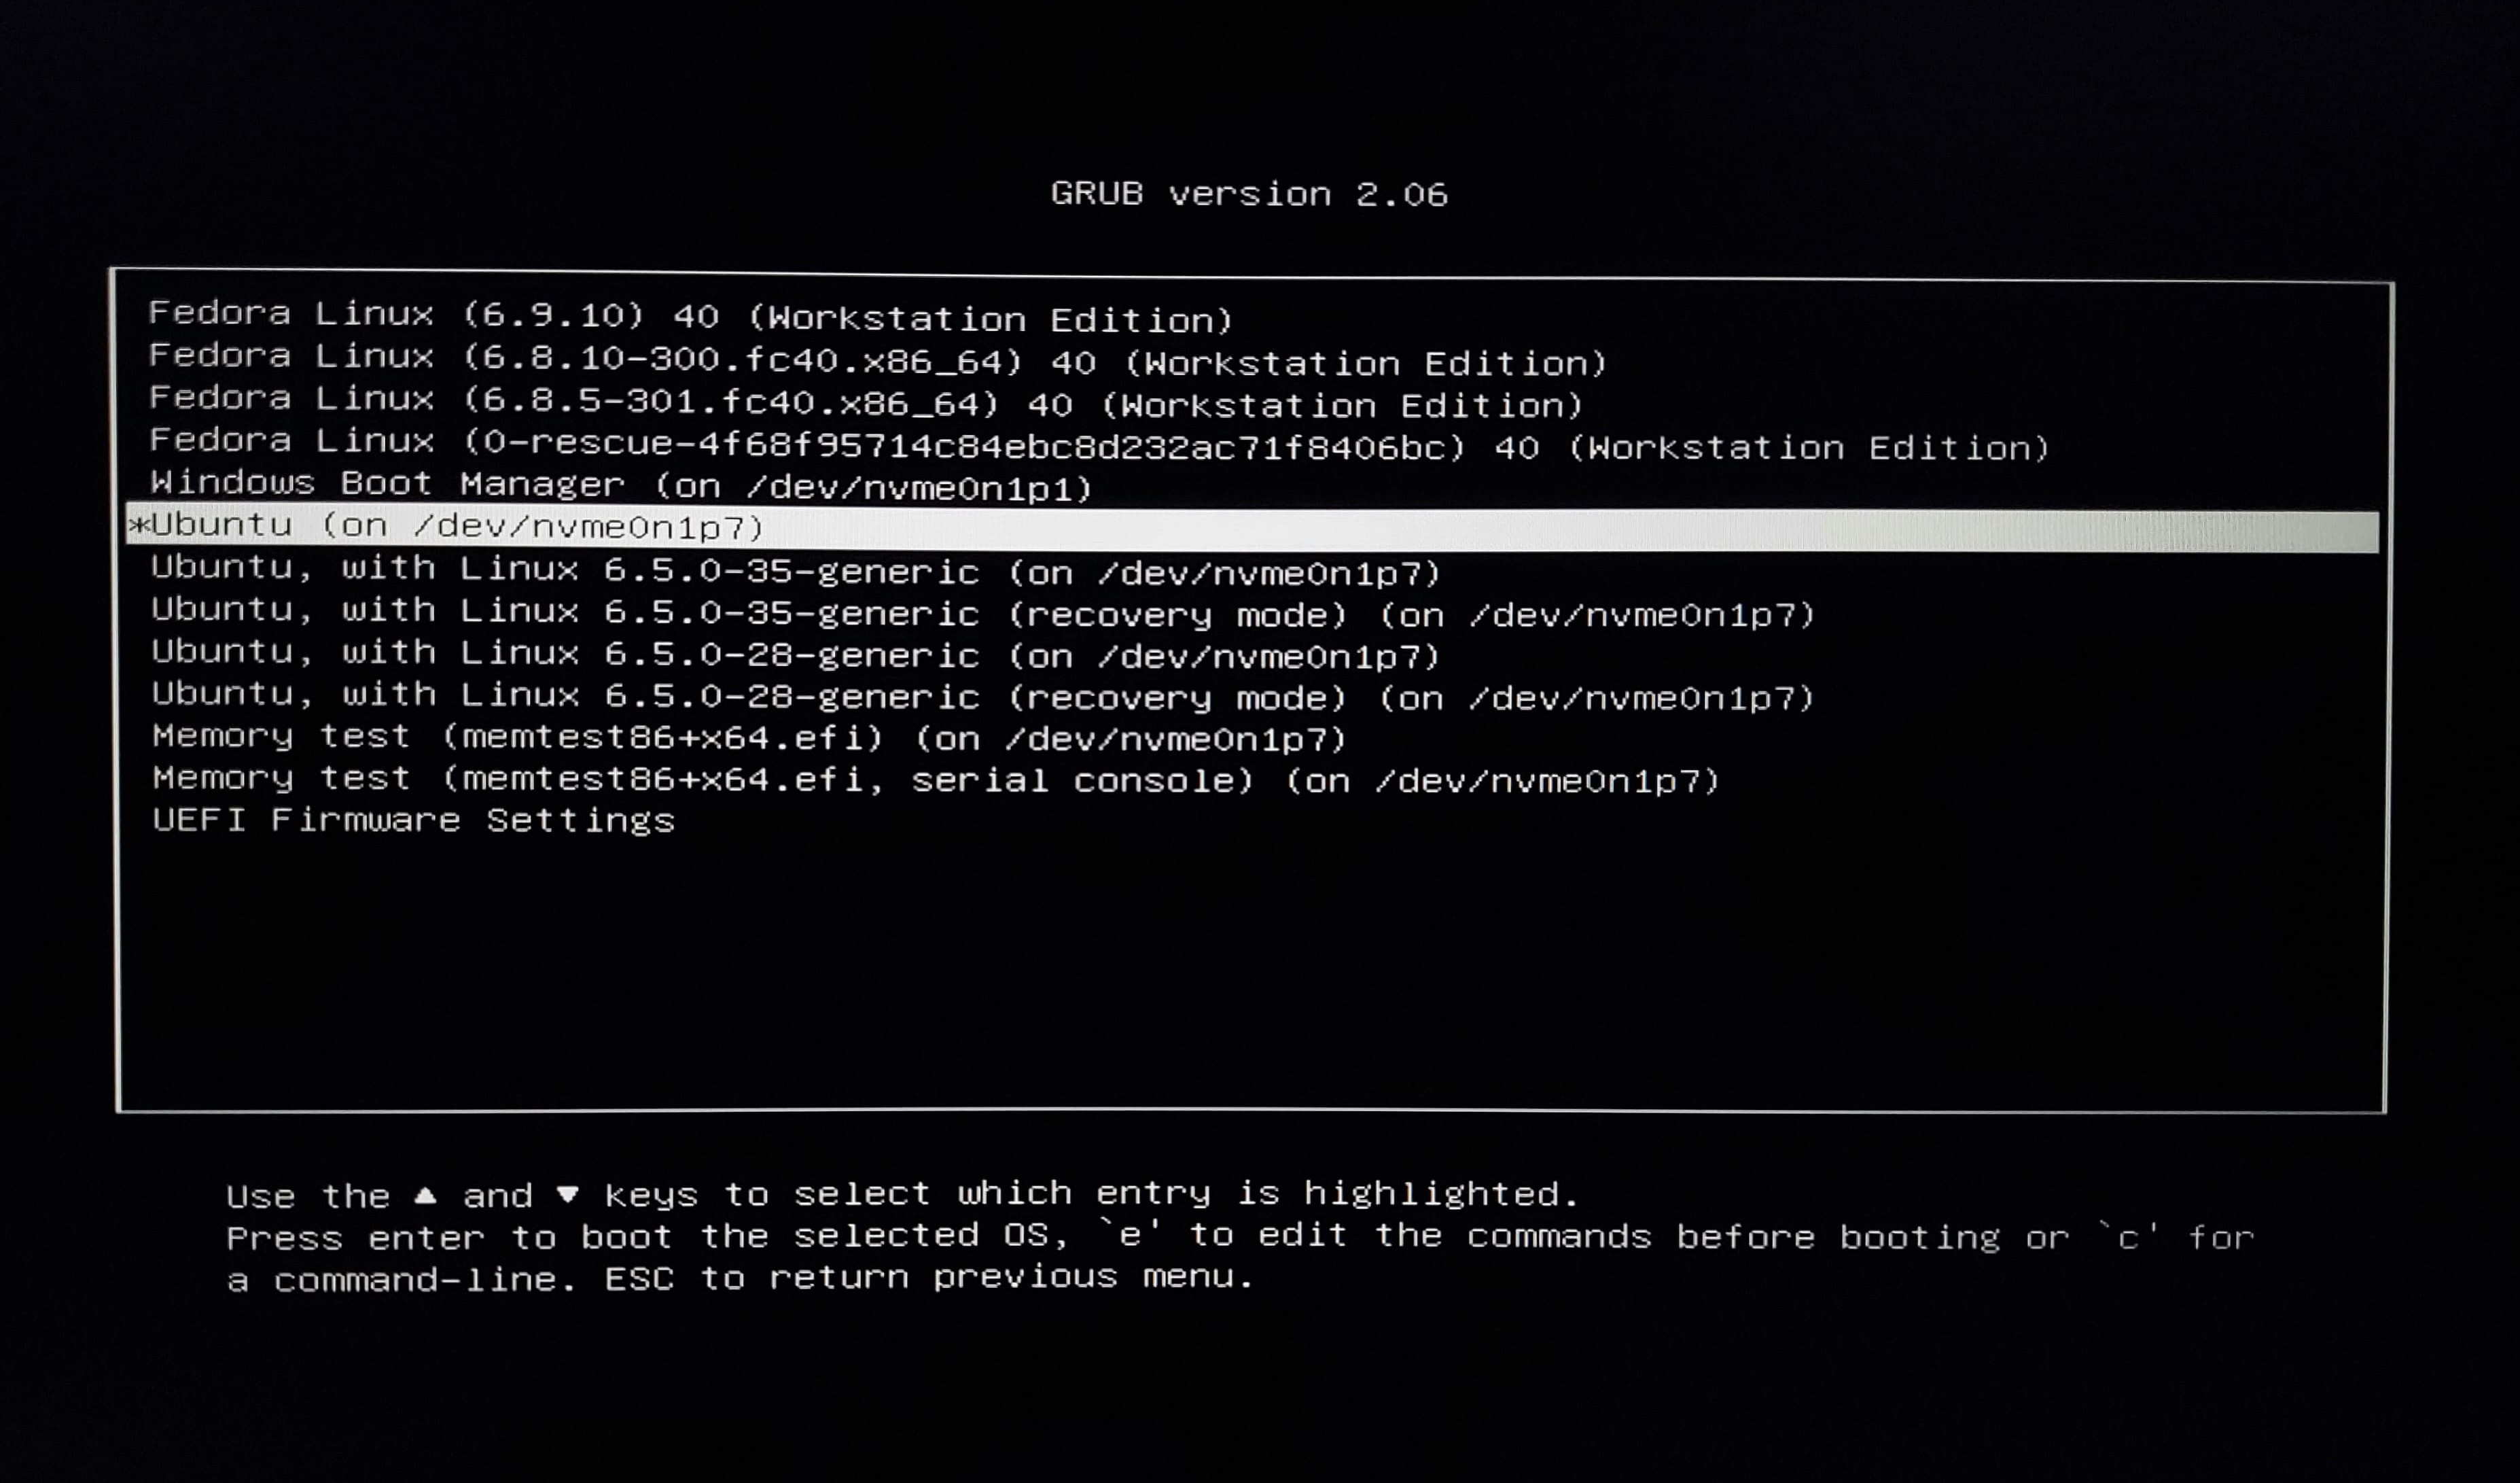 GRUB version 2.06
Fedora Linux (6.9.10) 40 (Workstation Edition)
Fedora Linux (6.8.10-300.fc40.x86_64) 40 (Workstation Edition)
Fedora Linux (6.8.5-301.fc40.x86_64) 40 (Workstation Edition)
Fedora Linux (0-rescue-4f68f95714c84ebc8d232ac71f8406bc) 40 (Workstation Edition)
Windows Boot Manager (on /dev/nvme0n1p1)
*Ubuntu (on /dev/nvme0n1p7)
Ubuntu, with Linux 6.5.0-35-generic (on /dev/nvme0n1p7)
Ubuntu, with Linux 6.5.0-35-generic (recovery mode) (on /dev/nvme0n1p7)
Ubuntu, with Linux 6.5.0-28-generic (on /dev/nvme0n1p7)
Ubuntu, with Linux 6.5.0-28-generic (recovery mode) (on /dev/nvme0n1p7)
Memory test (memtest86+x64.efi) (on /dev/nvme0n1p7)
Memory test (memtest86+x64.efi, serial console) (on /dev/nvme0n1p7)
UEFI Firmware Settings
Use the ▲ and ▼ keys to select which entry is highlighted.
Press enter to boot the selected OS, `e' to edit the commands before booting or `c' for
a command-line. ESC to return previous menu.